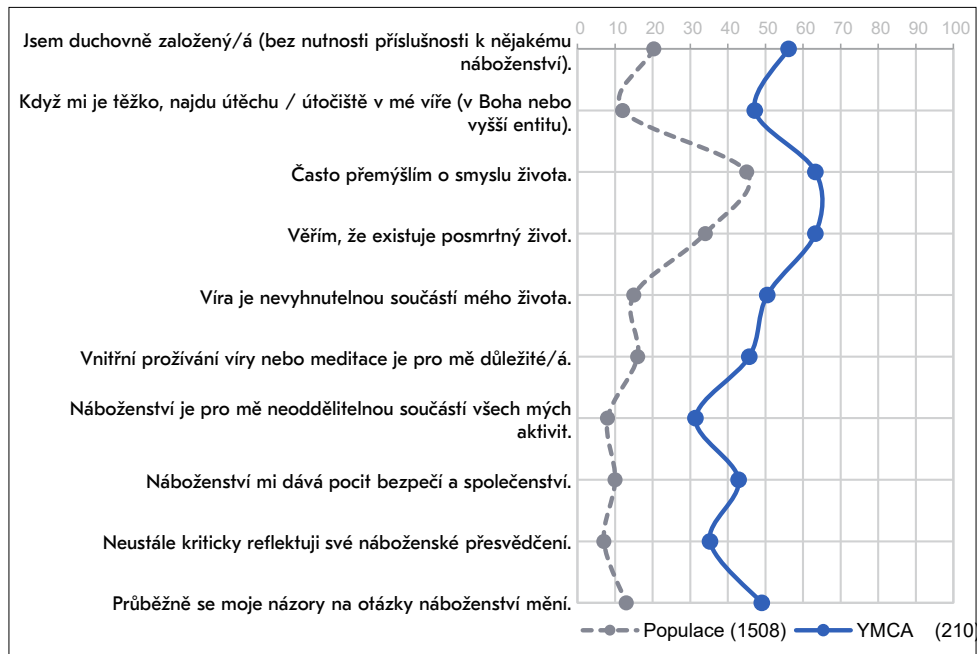 0 10 20 30 40 50 60 70 80 90 100
Jsem duchovně založený/á (bez nutnosti příslušnosti k nějakému
náboženství).
Když mi je těžko, najdu útěchu / útočiště v mé víře (v Boha nebo
vyšší entitu).
Často přemýšlím o smyslu života.
Věřím, že existuje posmrtný život.
Víra je nevyhnutelnou součástí mého života.
Vnitřní prožívání víry nebo meditace je pro mě důležité/á.
Náboženství je pro mě neoddělitelnou součástí všech mých
aktivit.
Náboženství mi dává pocit bezpečí a společenství.
Neustále kriticky reflektuji své náboženské přesvědčení.
Průběžně se moje názory na otázky náboženství mění.
Populace (1508) YMCA (210)